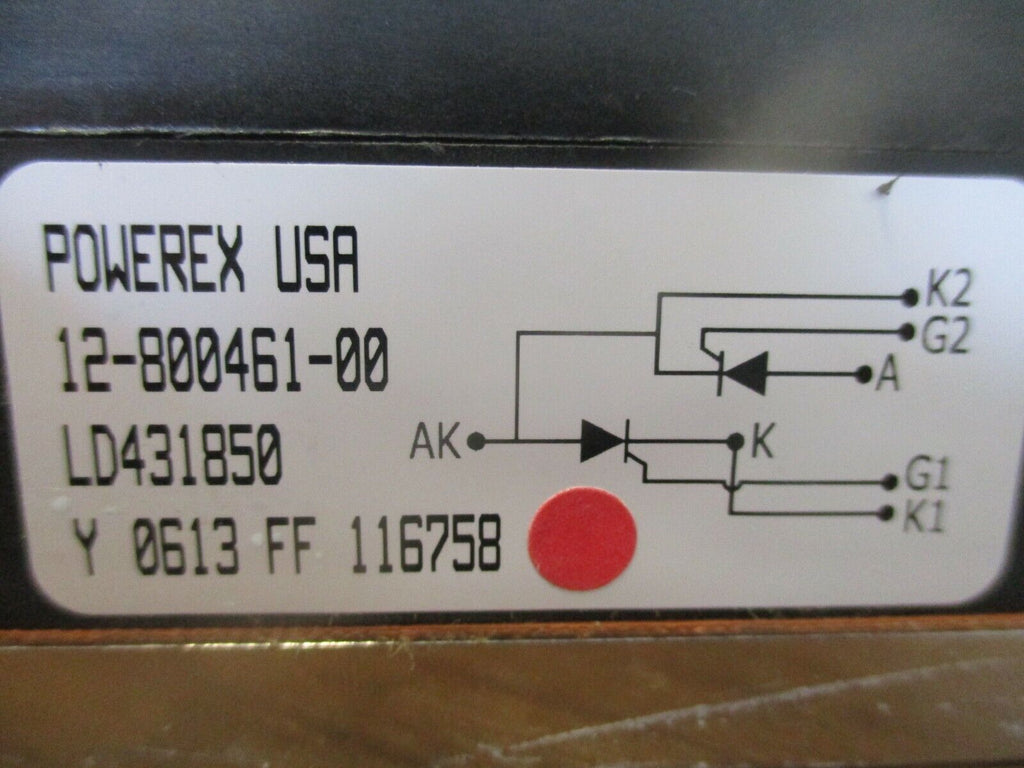 POWEREX USA
12-800461-00
LD431850
Y 0613 FF 116758
K2
G2
A
AK
K
G1
K1